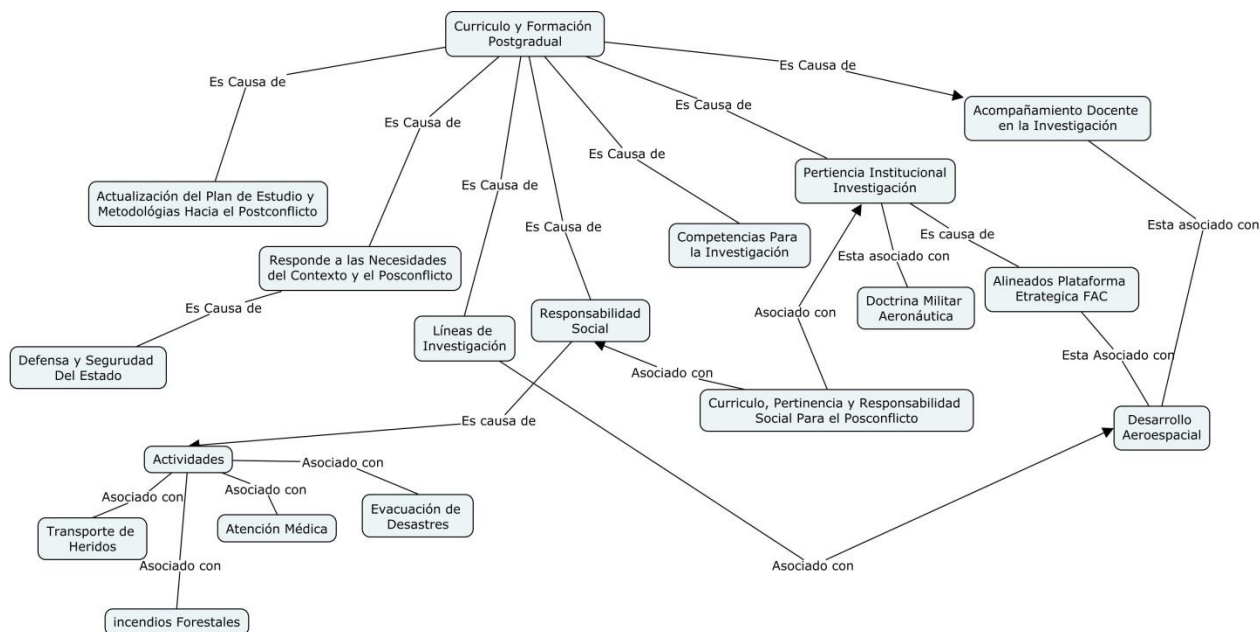 Curriculo y Formación
Postgradual
Es Causa de
Es Causa de
Es Causa de
Acompañamiento Docente
en la Investigación
Es Causa de
Es Causa de
Pertiencia Institucional
Investigación
Actualización del Plan de Estudio y
Metodológias Hacia el Postconflicto
Es Causa de
Es Causa de
Esta asociado con
Competencias Para
la Investigación
Es causa de
Responde a las Necesidades
del Contexto y el Posconflicto
Esta asociado con
Alineados Plataforma
Etrategica FAC
Doctrina Militar
Aeronáutica
Es Causa de
Responsabilidad
Social
Asociado con
Líneas de
Investigación
Esta Asociado con
Defensa y Segurudad
Del Estado
Asociado con
Curriculo, Pertinencia y Responsabilidad
Social Para el Posconflicto
Es causa de
Desarrollo
Aeroespacial
Actividades
Asociado con
Asociado con
Asociado con
Evacuación de
Desastres
Transporte de
Heridos
Atención Médica
Asociado con
Asociado con
incendios Forestales